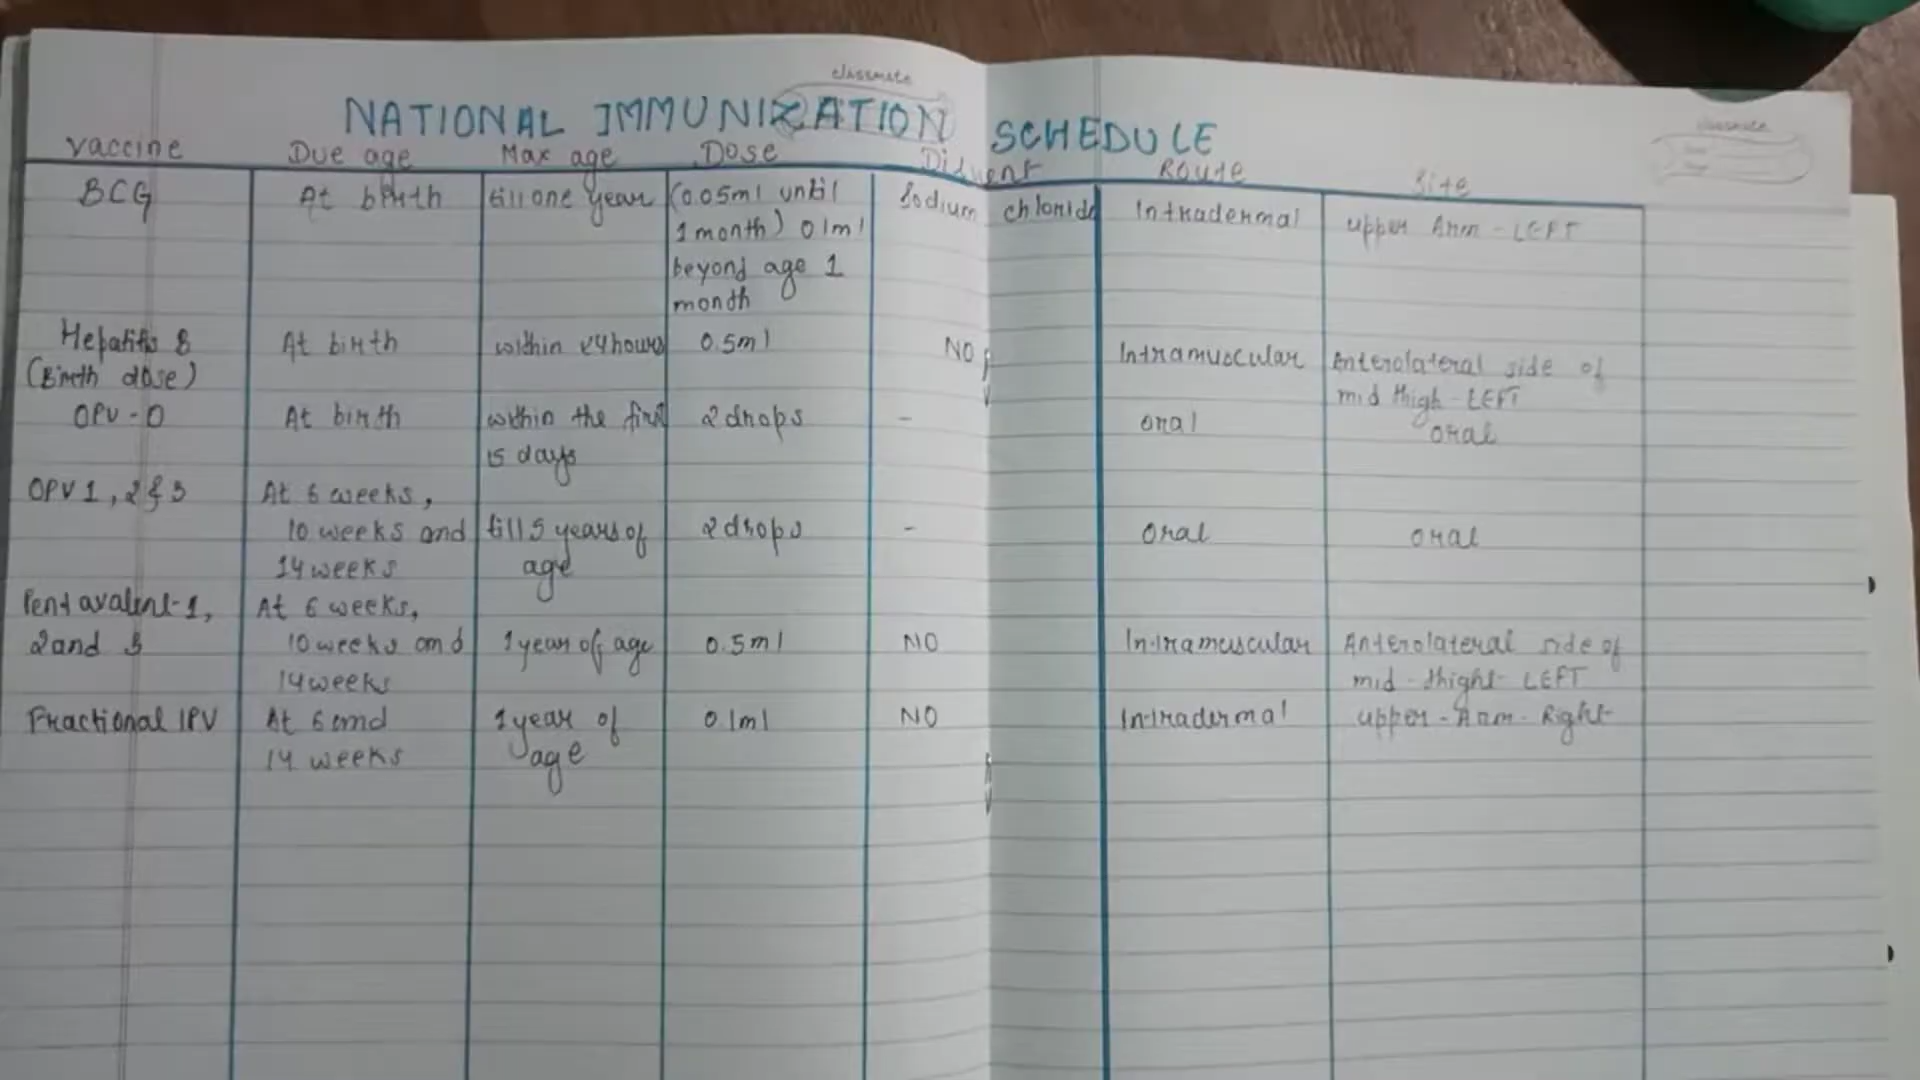 classmate
NATIONAL IMMUNIZATION SCHEDULE
classmate
vaccine Due age Max age Dose Diluent Route Site
BCG At birth till one year (0.05ml until Sodium chloride Intradermal upper Arm - LEFT
1 month) 0.1ml
beyond age 1
month
Hepatitis B At birth within 24hours 0.5ml NO Intramuscular Anterolateral side of
(Birth dose) mid thigh - LEFT
OPV - 0 At birth within the first 2 drops - oral oral
15 days
OPV 1, 2 & 3 At 6 weeks,
10 weeks and till 5 years of 2 drops - oral oral
14 weeks age
Pentavalent-1, At 6 weeks,
2 and 3 10 weeks and 1 year of age 0.5ml NO Intramuscular Anterolateral side of
14 weeks mid-thigh- LEFT
Fractional IPV At 6 and 1 year of 0.1ml NO Intradermal upper - Arm - Right
14 weeks age